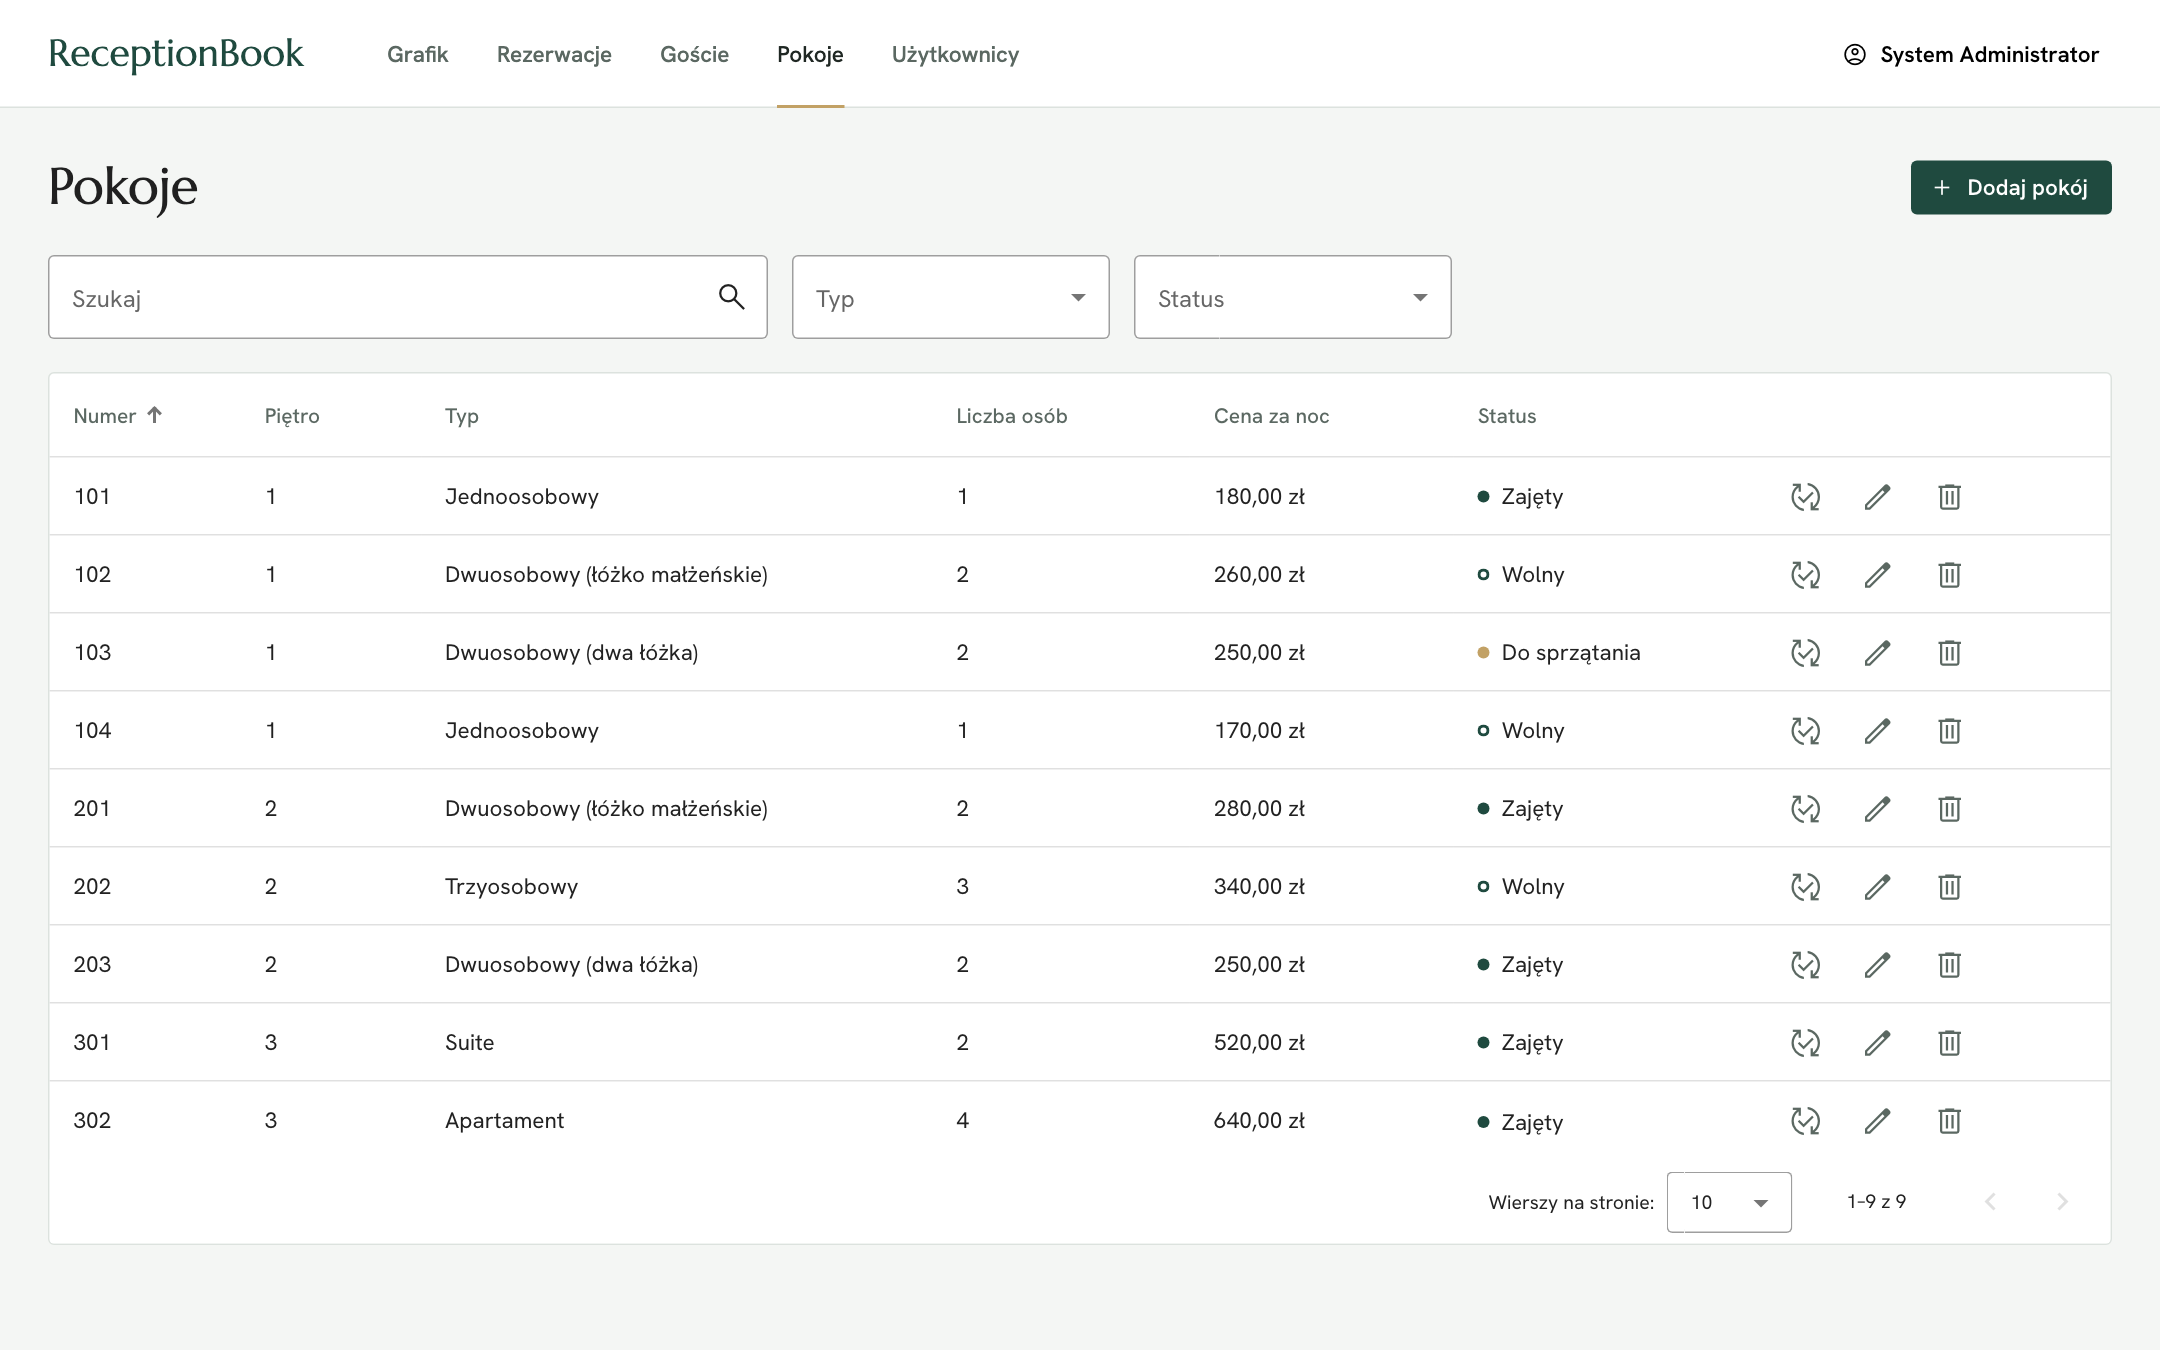 ReceptionBook Grafik Rezerwacje Goście Pokoje Użytkownicy System Administrator
Pokoje
+ Dodaj pokój
Szukaj Typ Status
Numer Piętro Typ Liczba osób Cena za noc Status
101 1 Jednoosobowy 1 180,00 zł Zajęty
102 1 Dwuosobowy (łóżko małżeńskie) 2 260,00 zł Wolny
103 1 Dwuosobowy (dwa łóżka) 2 250,00 zł Do sprzątania
104 1 Jednoosobowy 1 170,00 zł Wolny
201 2 Dwuosobowy (łóżko małżeńskie) 2 280,00 zł Zajęty
202 2 Trzyosobowy 3 340,00 zł Wolny
203 2 Dwuosobowy (dwa łóżka) 2 250,00 zł Zajęty
301 3 Suite 2 520,00 zł Zajęty
302 3 Apartament 4 640,00 zł Zajęty
Wierszy na stronie: 10 1–9 z 9